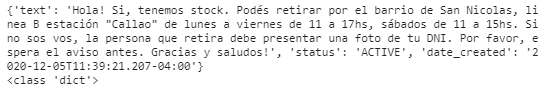 {'text': 'Hola! Si, tenemos stock. Podés retirar por el barrio de San Nicolas, lí
nea B estación "Callao" de lunes a viernes de 11 a 17hs, sábados de 11 a 15hs. Si
no sos vos, la persona que retira debe presentar una foto de tu DNI. Por favor, e
spera el aviso antes. Gracias y saludos!', 'status': 'ACTIVE', 'date_created': '2
020-12-05T11:39:21.207-04:00'}
<class 'dict'>